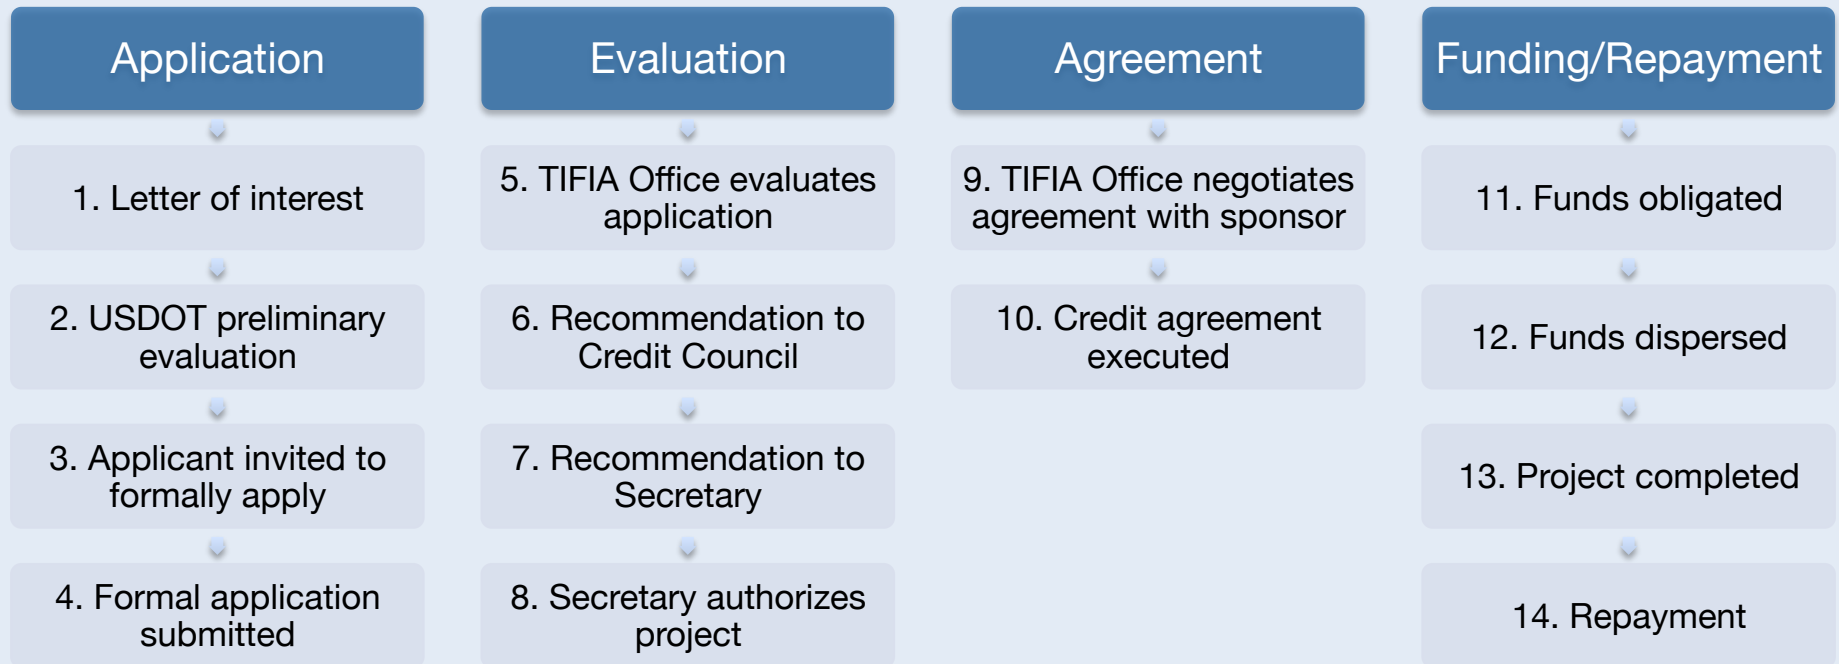 Application
1. Letter of interest
2. USDOT preliminary
evaluation
3. Applicant invited to
formally apply
4. Formal application
submitted
Evaluation
5. TIFIA Office evaluates
application
6. Recommendation to
Credit Council
7. Recommendation to
Secretary
8. Secretary authorizes
project
Agreement
9. TIFIA Office negotiates
agreement with sponsor
10. Credit agreement
executed
Funding/Repayment
11. Funds obligated
12. Funds dispersed
13. Project completed
14. Repayment